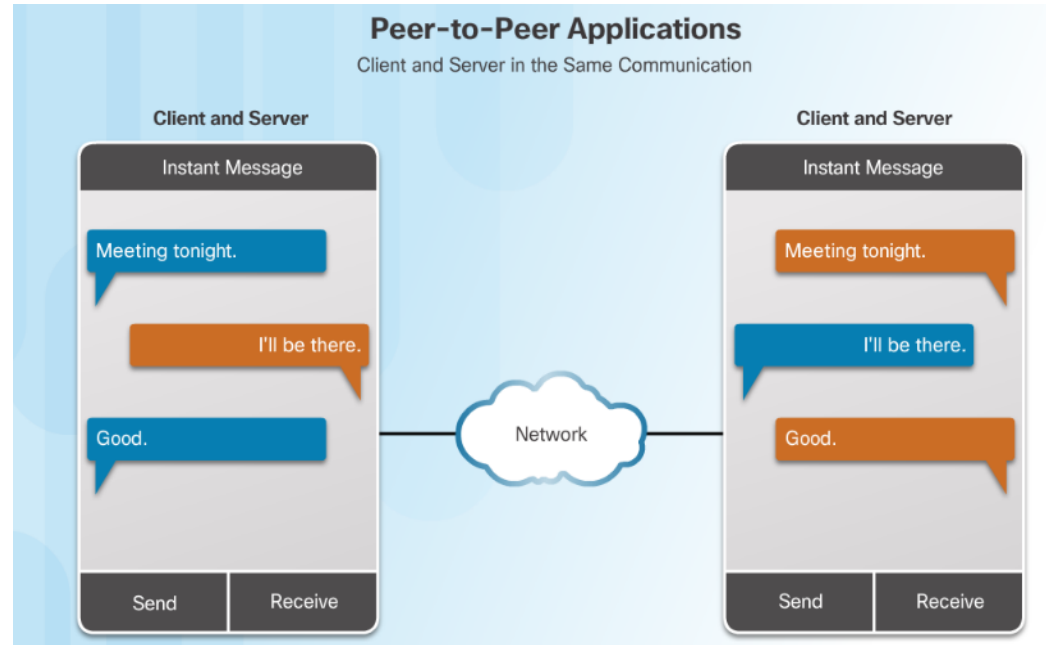 Peer-to-Peer Applications
Client and Server in the Same Communication
Client and Server
Instant Message
Meeting tonight.
I'll be there.
Good.
Send
Receive
Network
Client and Server
Instant Message
Meeting tonight.
I'll be there.
Good.
Send
Receive